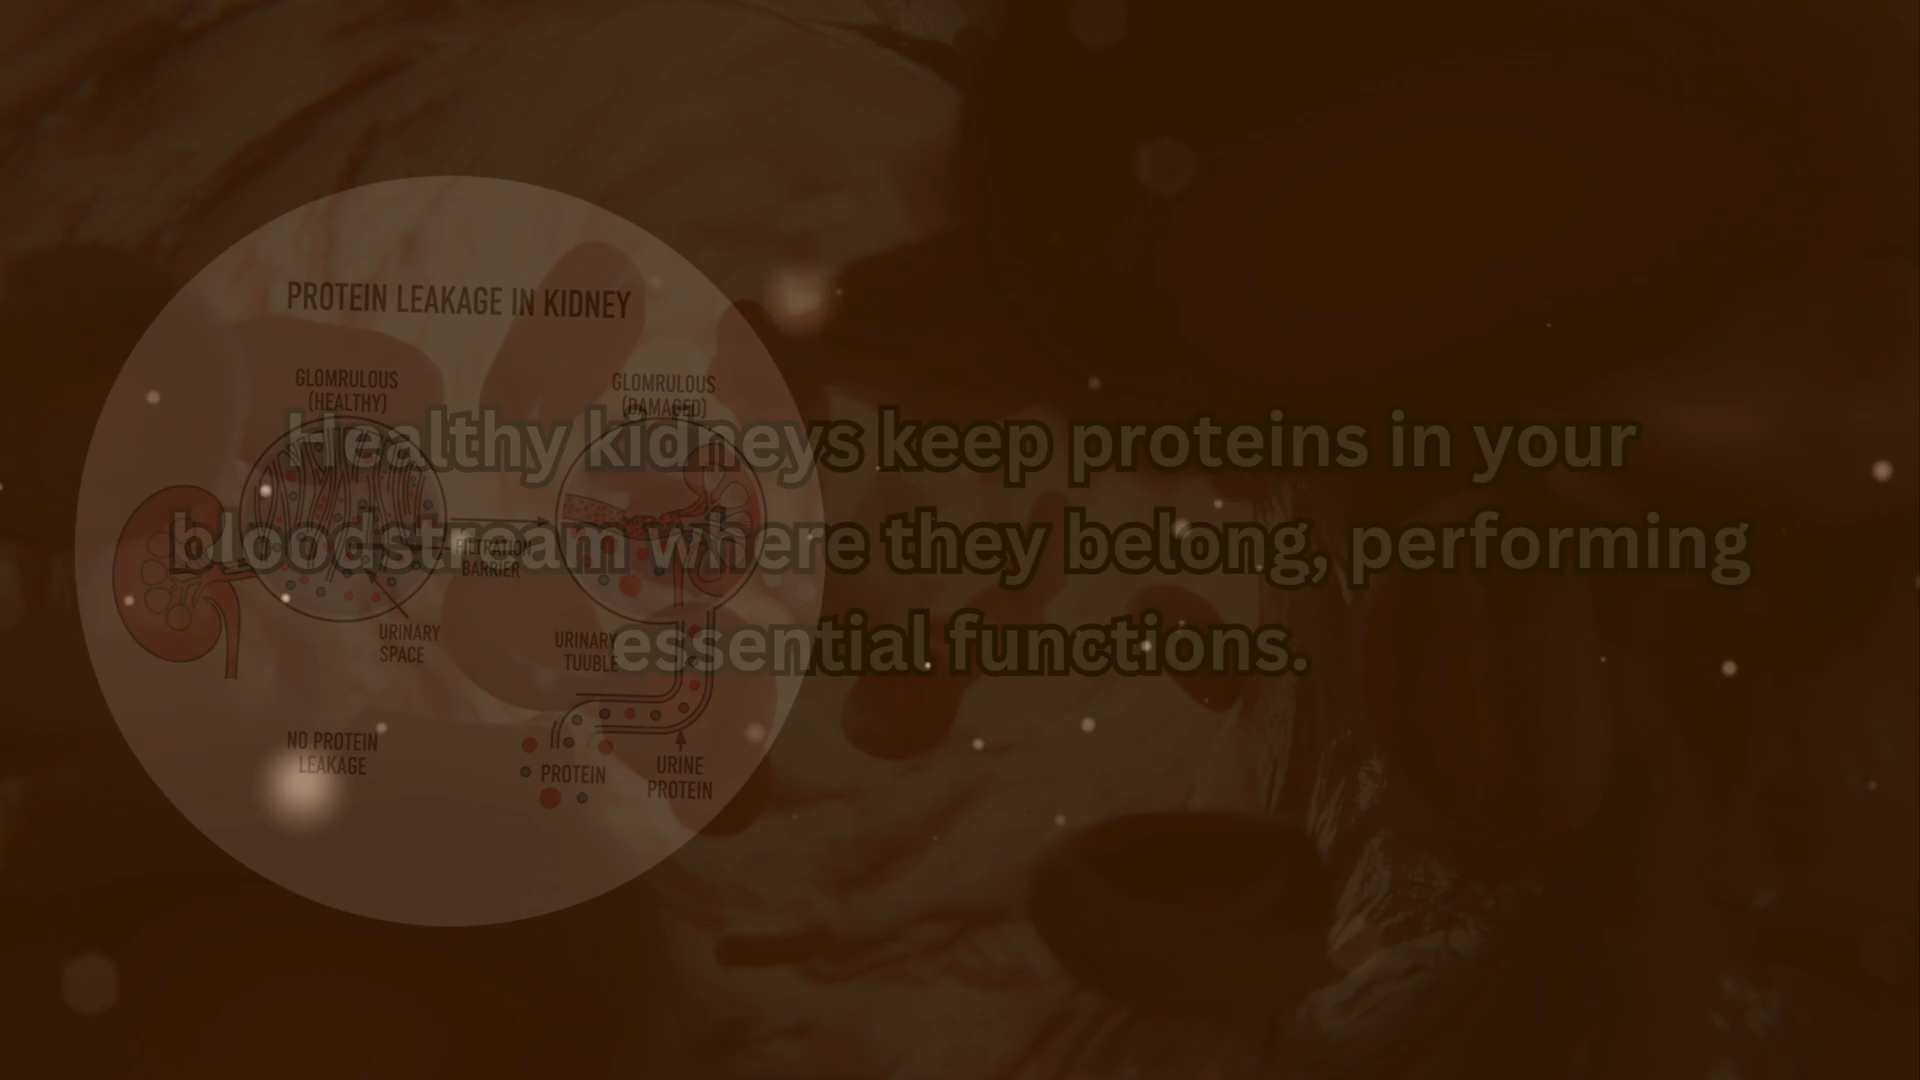 PROTEIN LEAKAGE IN KIDNEY
GLOMRULOUS
(HEALTHY)
GLOMRULOUS
(DAMAGED)
Healthy kidneys keep proteins in your
bloodstream where they belong, performing
essential functions.
FILTRATION
BARRIER
URINARY
SPACE
URINARY
TUUBLE
NO PROTEIN
LEAKAGE
PROTEIN
URINE
PROTEIN